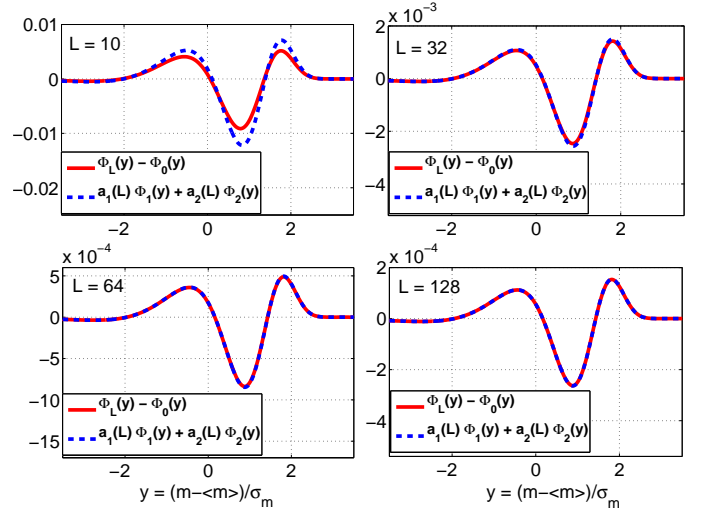 0.01
0
−0.01
−0.02
L = 10
Φ_L(y) − Φ_0(y)
a_1(L) Φ_1(y) + a_2(L) Φ_2(y)
−2 0 2
x 10^−3
2
0
−2
−4
L = 32
Φ_L(y) − Φ_0(y)
a_1(L) Φ_1(y) + a_2(L) Φ_2(y)
−2 0 2
x 10^−4
5
0
−5
−10
−15
L = 64
Φ_L(y) − Φ_0(y)
a_1(L) Φ_1(y) + a_2(L) Φ_2(y)
−2 0 2
y = (m−<m>)/σ_m
x 10^−4
2
0
−2
−4
L = 128
Φ_L(y) − Φ_0(y)
a_1(L) Φ_1(y) + a_2(L) Φ_2(y)
−2 0 2
y = (m−<m>)/σ_m